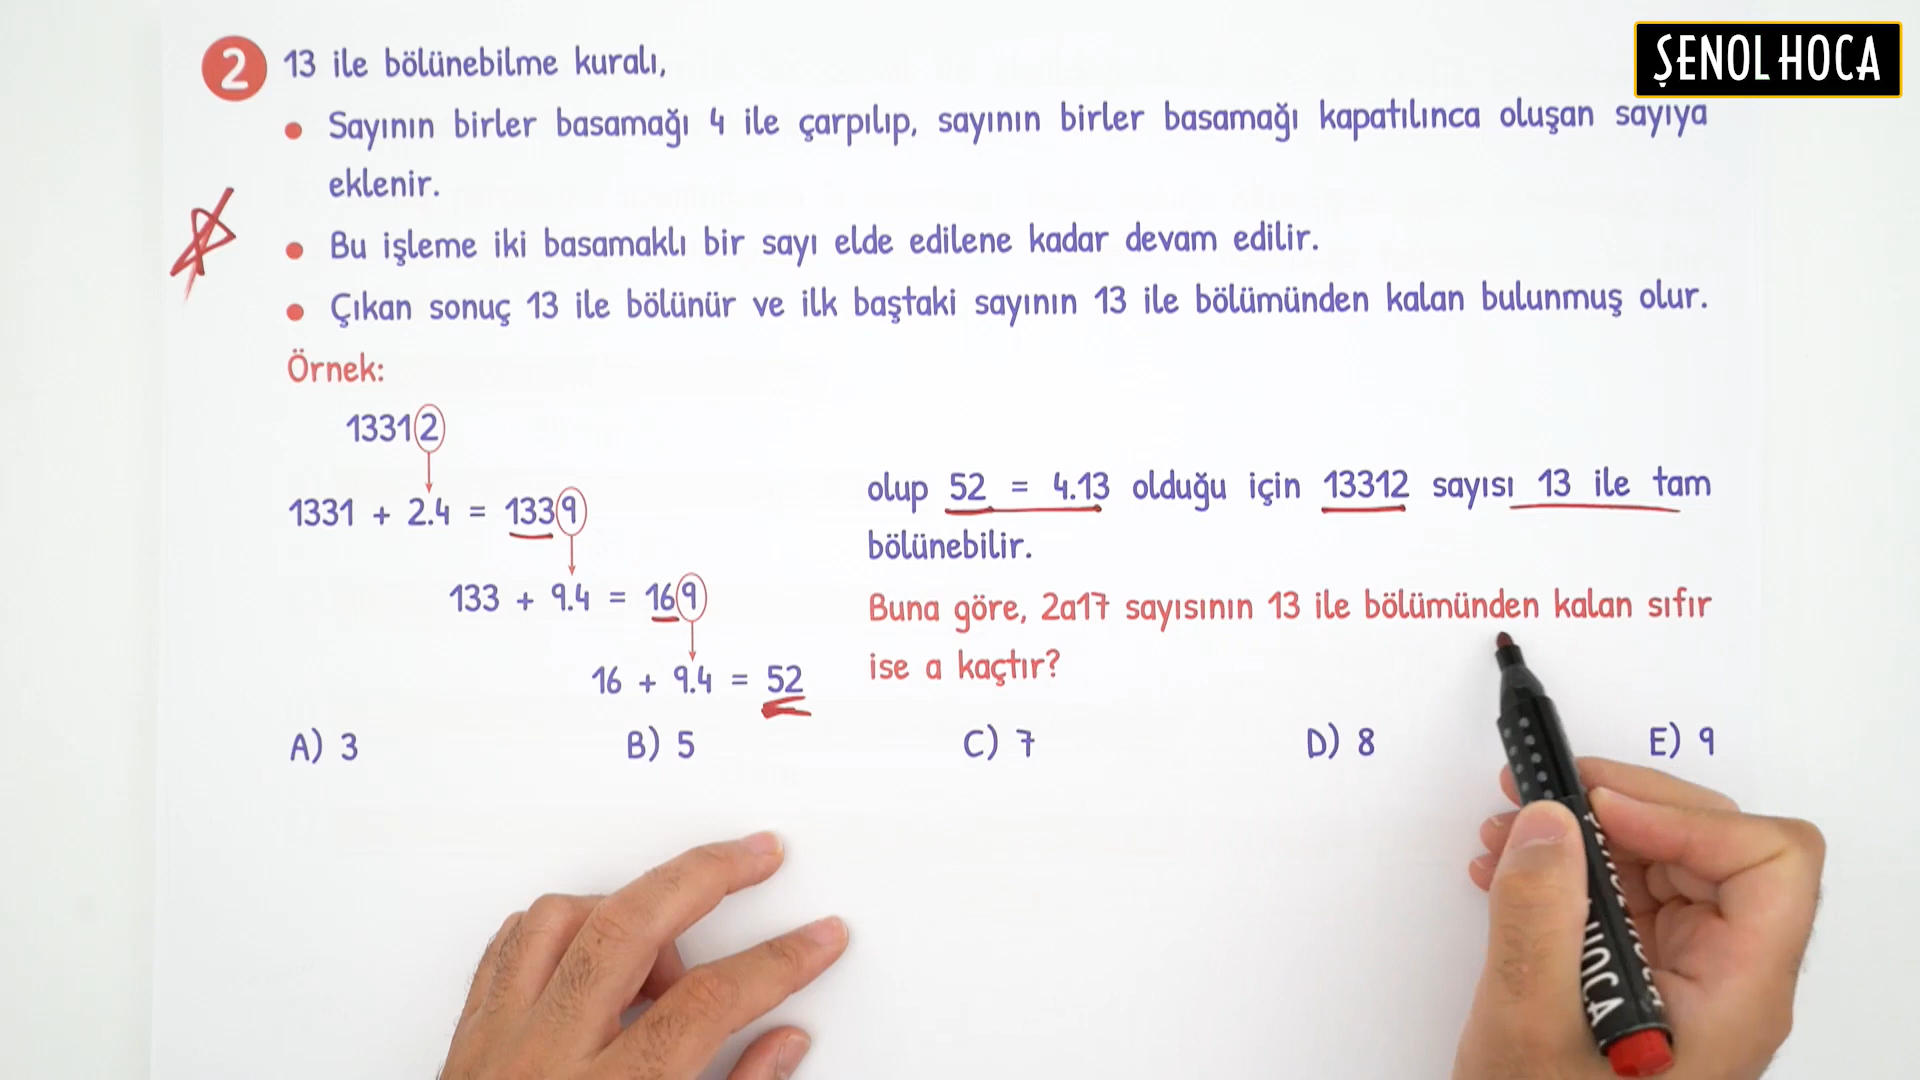 ŞENOL HOCA
2 13 ile bölünebilme kuralı,
• Sayının birler basamağı 4 ile çarpılıp, sayının birler basamağı kapatılınca oluşan sayıya
eklenir.
• Bu işleme iki basamaklı bir sayı elde edilene kadar devam edilir.
• Çıkan sonuç 13 ile bölünür ve ilk baştaki sayının 13 ile bölümünden kalan bulunmuş olur.
Örnek:
13312
1331 + 2.4 = 1339
133 + 9.4 = 169
16 + 9.4 = 52
olup 52 = 4.13 olduğu için 13312 sayısı 13 ile tam
bölünebilir.
Buna göre, 2a17 sayısının 13 ile bölümünden kalan sıfır
ise a kaçtır?
A) 3 B) 5 C) 7 D) 8 E) 9
HOCA